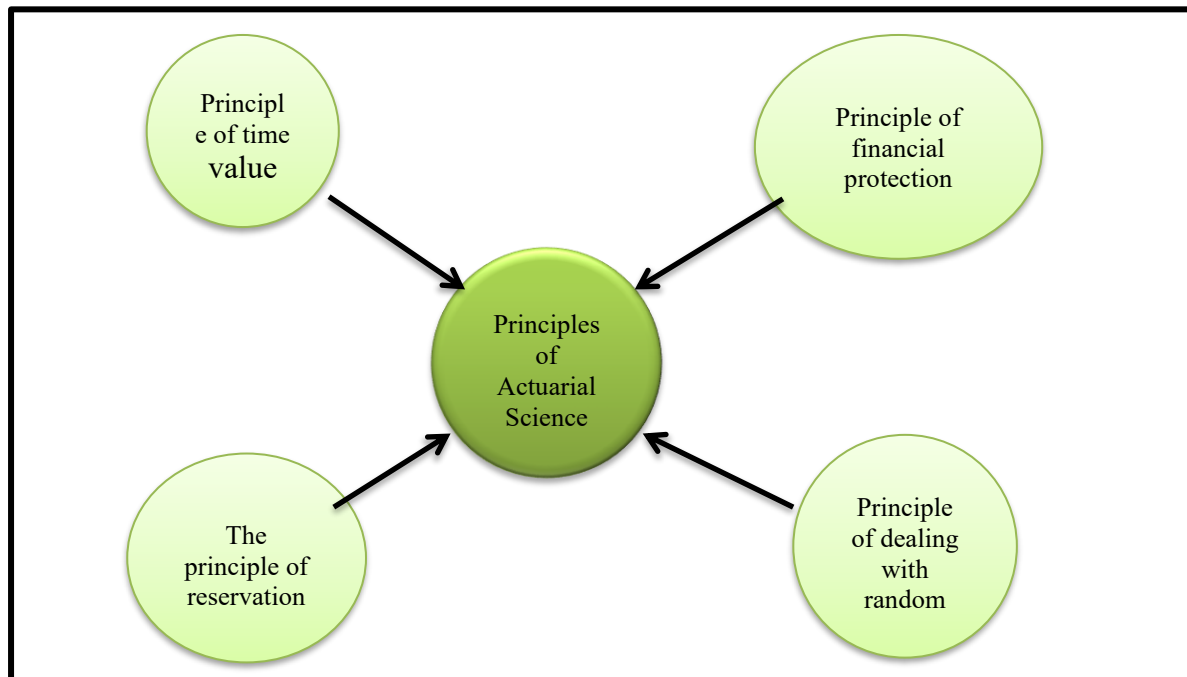 Principl
e of time
value
Principle of
financial
protection
Principles
of
Actuarial
Science
The
principle of
reservation
Principle
of dealing
with
random